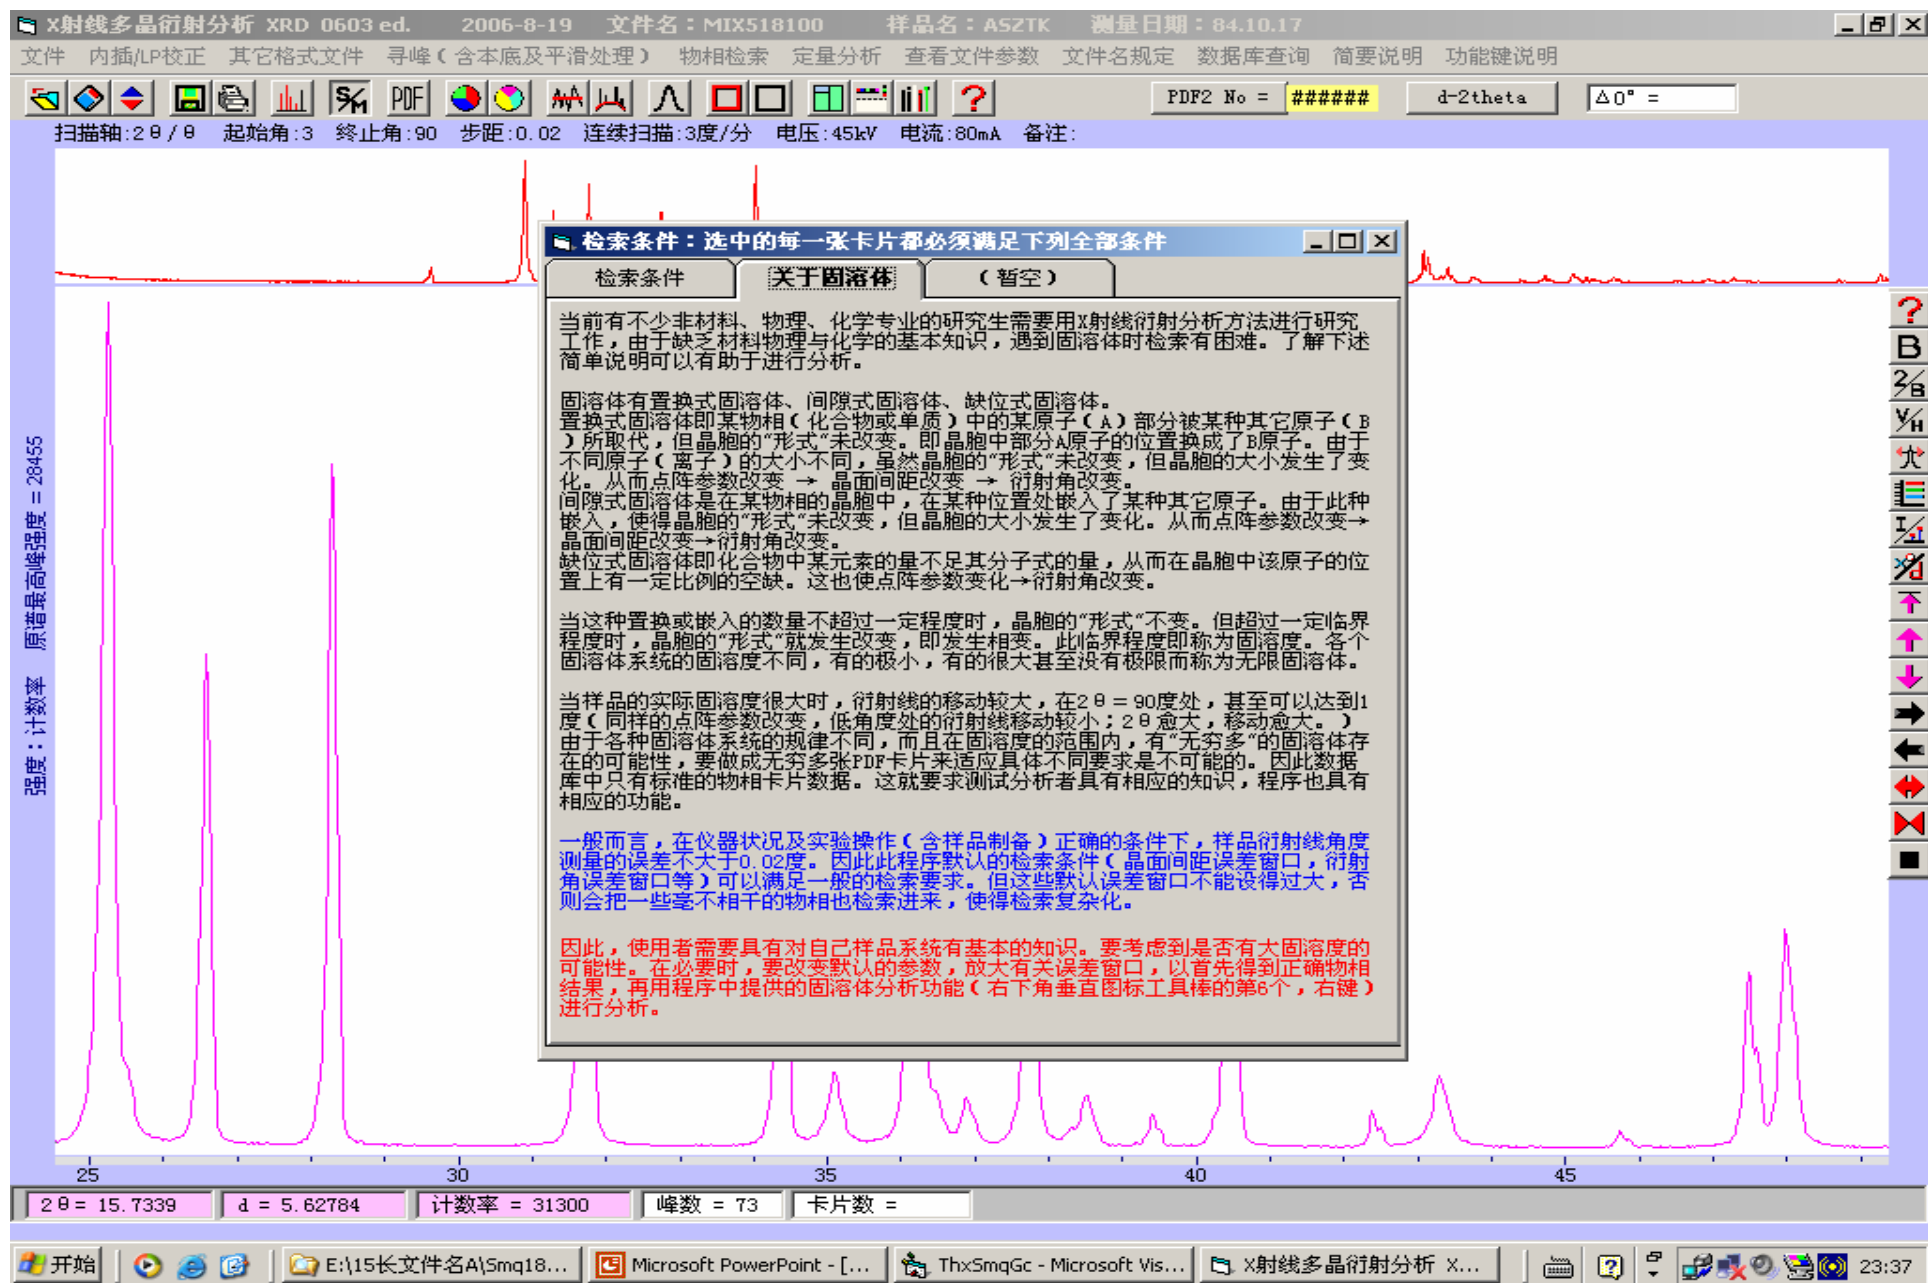 X射线多晶衍射分析 XRD 0603 ed. 2006-8-19 文件名：MIX518100 样品名：ASZTK 测量日期：84.10.17
文件 内插/LP校正 其它格式文件 寻峰（含本底及平滑处理） 物相检索 定量分析 查看文件参数 文件名规定 数据库查询 简要说明 功能键说明
S/M PDF PDF2 No = ###### d-2theta Δ0° =
扫描轴:2θ/θ 起始角:3 终止角:90 步距:0.02 连续扫描:3度/分 电压:45kV 电流:80mA 备注:
检索条件：选中的每一张卡片都必须满足下列全部条件
检索条件 关于固溶体 （暂空）
当前有不少非材料、物理、化学专业的研究生需要用X射线衍射分析方法进行研究
工作，由于缺乏材料物理与化学的基本知识，遇到固溶体时检索有困难。了解下述
简单说明可以有助于进行分析。
固溶体有置换式固溶体、间隙式固溶体、缺位式固溶体。
置换式固溶体即某物相（化合物或单质）中的某原子（A）部分被某种其它原子（B
）所取代，但晶胞的“形式”未改变。即晶胞中部分A原子的位置换成了B原子。由于
不同原子（离子）的大小不同，虽然晶胞的“形式”未改变，但晶胞的大小发生了变
化。从而点阵参数改变 → 晶面间距改变 → 衍射角改变。
间隙式固溶体是在某物相的晶胞中，在某种位置处嵌入了某种其它原子。由于此种
嵌入，使得晶胞的“形式”未改变，但晶胞的大小发生了变化。从而点阵参数改变→
晶面间距改变→衍射角改变。
缺位式固溶体即化合物中某元素的量不足其分子式的量，从而在晶胞中该原子的位
置上有一定比例的空缺。这也使点阵参数变化→衍射角改变。
当这种置换或嵌入的数量不超过一定程度时，晶胞的“形式”不变。但超过一定临界
程度时，晶胞的“形式”就发生改变，即发生相变。此临界程度即称为固溶度。各个
固溶体系统的固溶度不同，有的极小，有的很大甚至没有极限而称为无限固溶体。
当样品的实际固溶度很大时，衍射线的移动较大，在2θ＝90度处，甚至可以达到1
度（同样的点阵参数改变，低角度处的衍射线移动较小；2θ愈大，移动愈大。）
由于各种固溶体系统的规律不同，而且在固溶度的范围内，有“无穷多”的固溶体存
在的可能性，要做成无穷多张PDF卡片来适应具体不同要求是不可能的。因此数据
库中只有标准的物相卡片数据。这就要求测试分析者具有相应的知识，程序也具有
相应的功能。
一般而言，在仪器状况及实验操作（含样品制备）正确的条件下，样品衍射线角度
测量的误差不大于0.02度。因此此程序默认的检索条件（晶面间距误差窗口，衍射
角误差窗口等）可以满足一般的检索要求。但这些默认误差窗口不能设得过大，否
则会把一些毫不相干的物相也检索进来，使得检索复杂化。
因此，使用者需要具有对自己样品系统有基本的知识。要考虑到是否有大固溶度的
可能性。在必要时，要改变默认的参数，放大有关误差窗口，以首先得到正确物相
结果，再用程序中提供的固溶体分析功能（右下角垂直图标工具棒的第6个，右键）
进行分析。
强度：计数率 原谱最高峰强度 = 28455
B
2/B
Y/H
25 30 35 40 45
2θ= 15.7339 d = 5.62784 计数率 = 31300 峰数 = 73 卡片数 =
开始 E:\15长文件名A\Smq18... Microsoft PowerPoint - [... ThxSmqGc - Microsoft Vis... X射线多晶衍射分析 X... 23:37